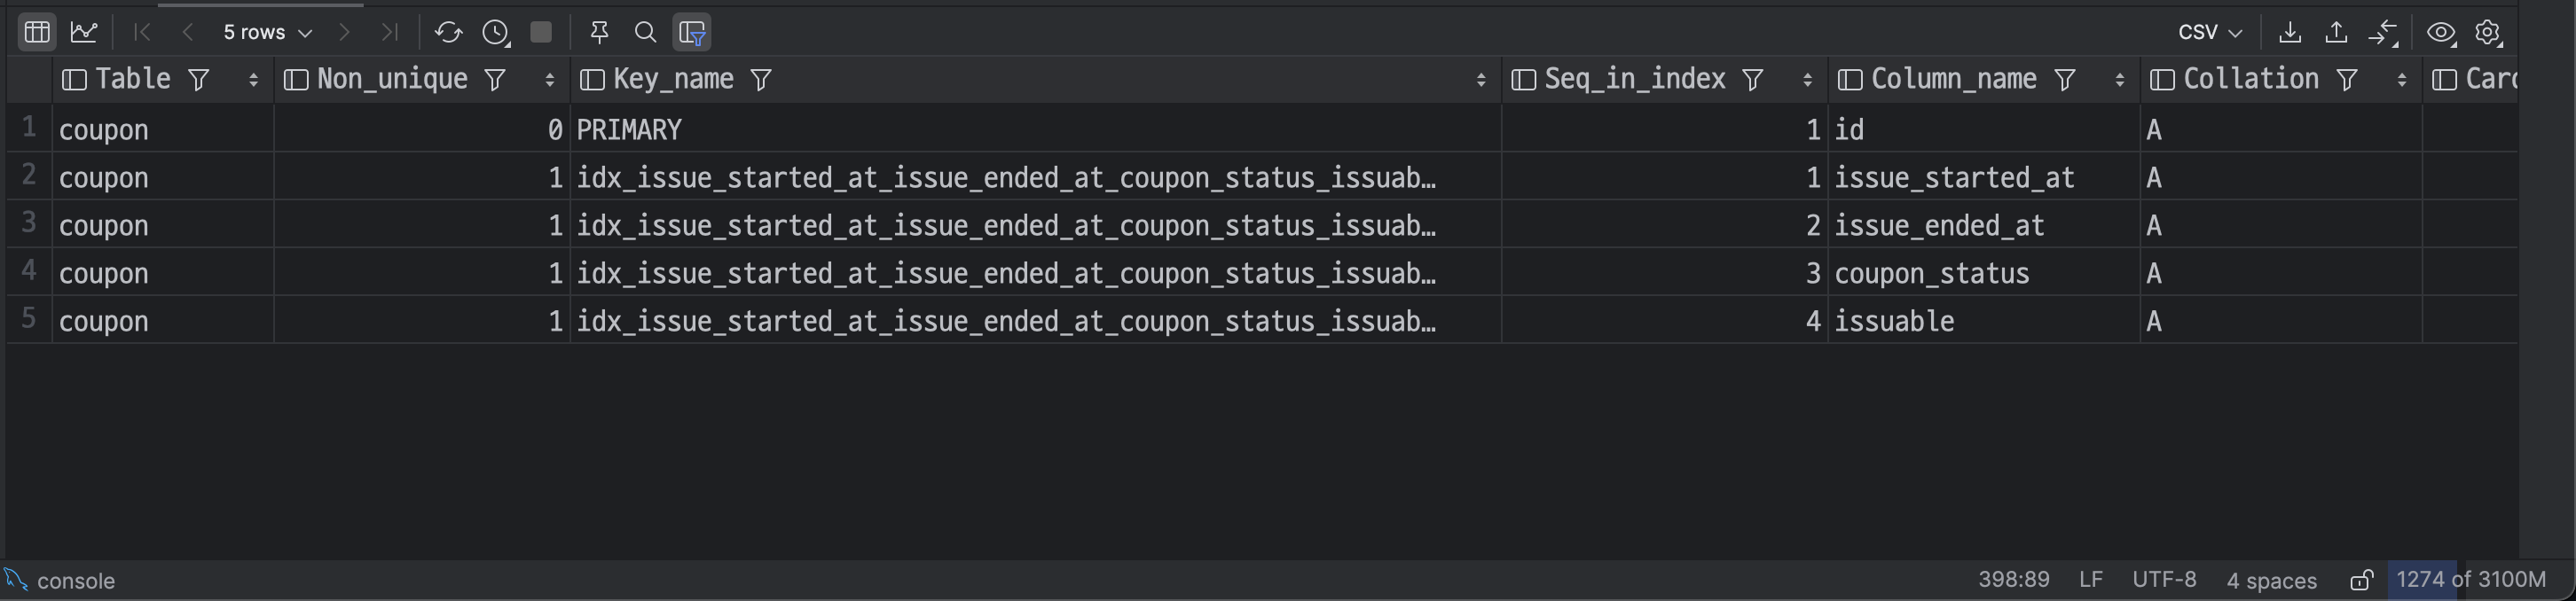 5 rows CSV
Table Non_unique Key_name Seq_in_index Column_name Collation Card
1 coupon 0 PRIMARY 1 id A
2 coupon 1 idx_issue_started_at_issue_ended_at_coupon_status_issuab… 1 issue_started_at A
3 coupon 1 idx_issue_started_at_issue_ended_at_coupon_status_issuab… 2 issue_ended_at A
4 coupon 1 idx_issue_started_at_issue_ended_at_coupon_status_issuab… 3 coupon_status A
5 coupon 1 idx_issue_started_at_issue_ended_at_coupon_status_issuab… 4 issuable A
console 398:89 LF UTF-8 4 spaces 1274 of 3100M